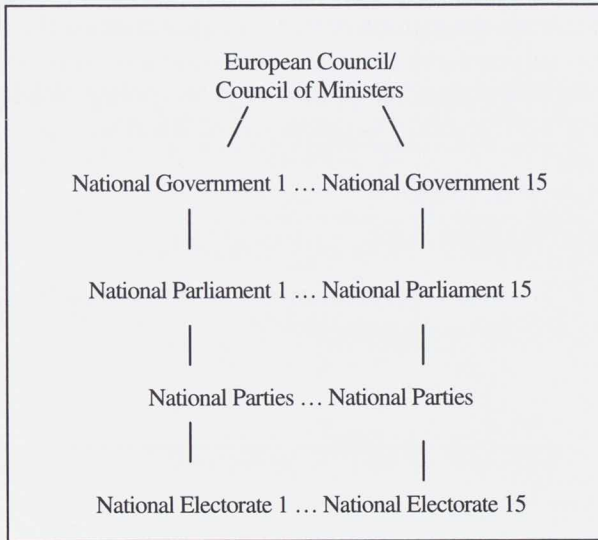 European Council/
Council of Ministers
National Government 1 … National Government 15
National Parliament 1 … National Parliament 15
National Parties … National Parties
National Electorate 1 … National Electorate 15